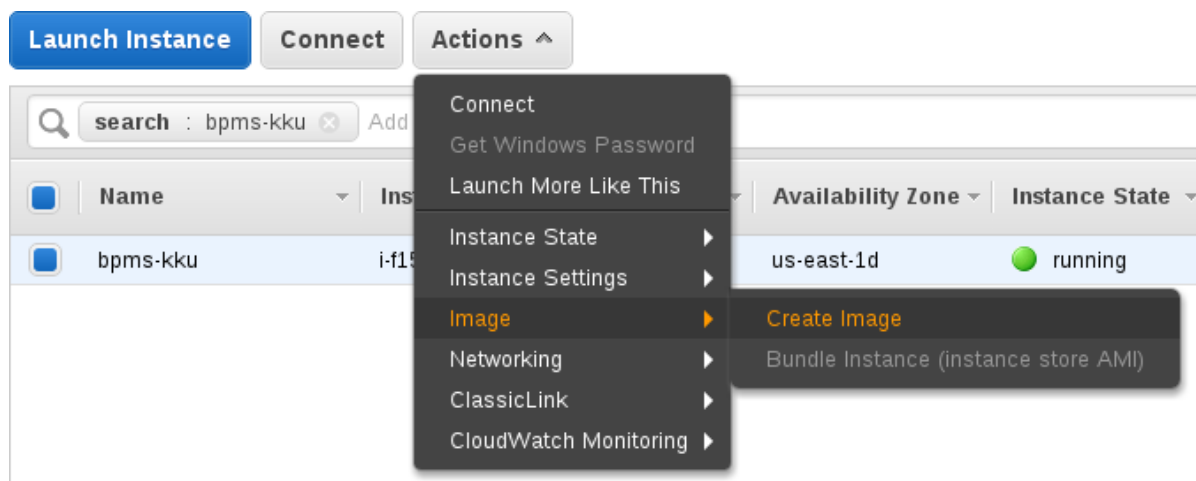 Launch Instance Connect Actions
search : bpms-kku Add
Connect
Get Windows Password
Launch More Like This
Name Ins Availability Zone Instance State
Instance State
bpms-kku i-f15 us-east-1d running
Instance Settings
Image Create Image
Networking Bundle Instance (instance store AMI)
ClassicLink
CloudWatch Monitoring